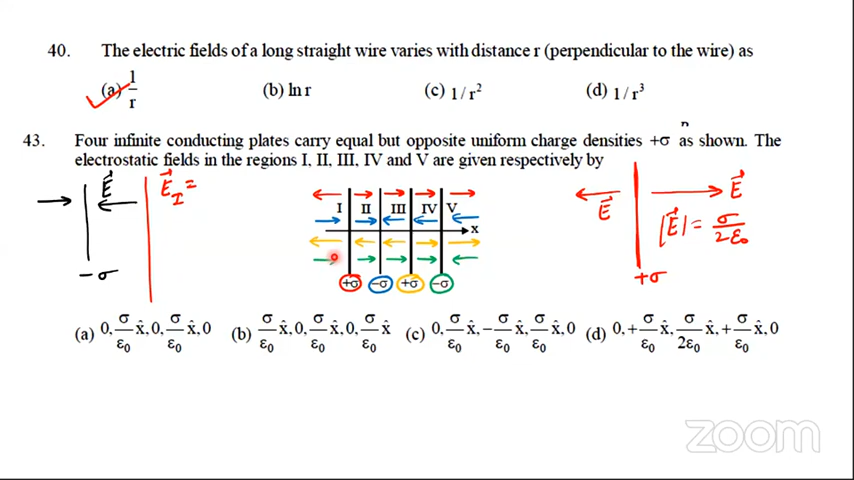 40. The electric fields of a long straight wire varies with distance r (perpendicular to the wire) as
(a) 1/r (b) ln r (c) 1/r² (d) 1/r³
43. Four infinite conducting plates carry equal but opposite uniform charge densities +σ as shown. The
electrostatic fields in the regions I, II, III, IV and V are given respectively by
E⃗
E⃗_I =
-σ
I II III IV V
x
+σ -σ +σ -σ
E⃗ E⃗
|E⃗| = σ/2ε₀
+σ
(a) 0, σ/ε₀ x̂, 0, σ/ε₀ x̂, 0 (b) σ/ε₀ x̂, 0, σ/ε₀ x̂, 0, σ/ε₀ x̂ (c) 0, σ/ε₀ x̂, -σ/ε₀ x̂, σ/ε₀ x̂, 0 (d) 0, +σ/ε₀ x̂, σ/2ε₀ x̂, +σ/ε₀ x̂, 0
zoom